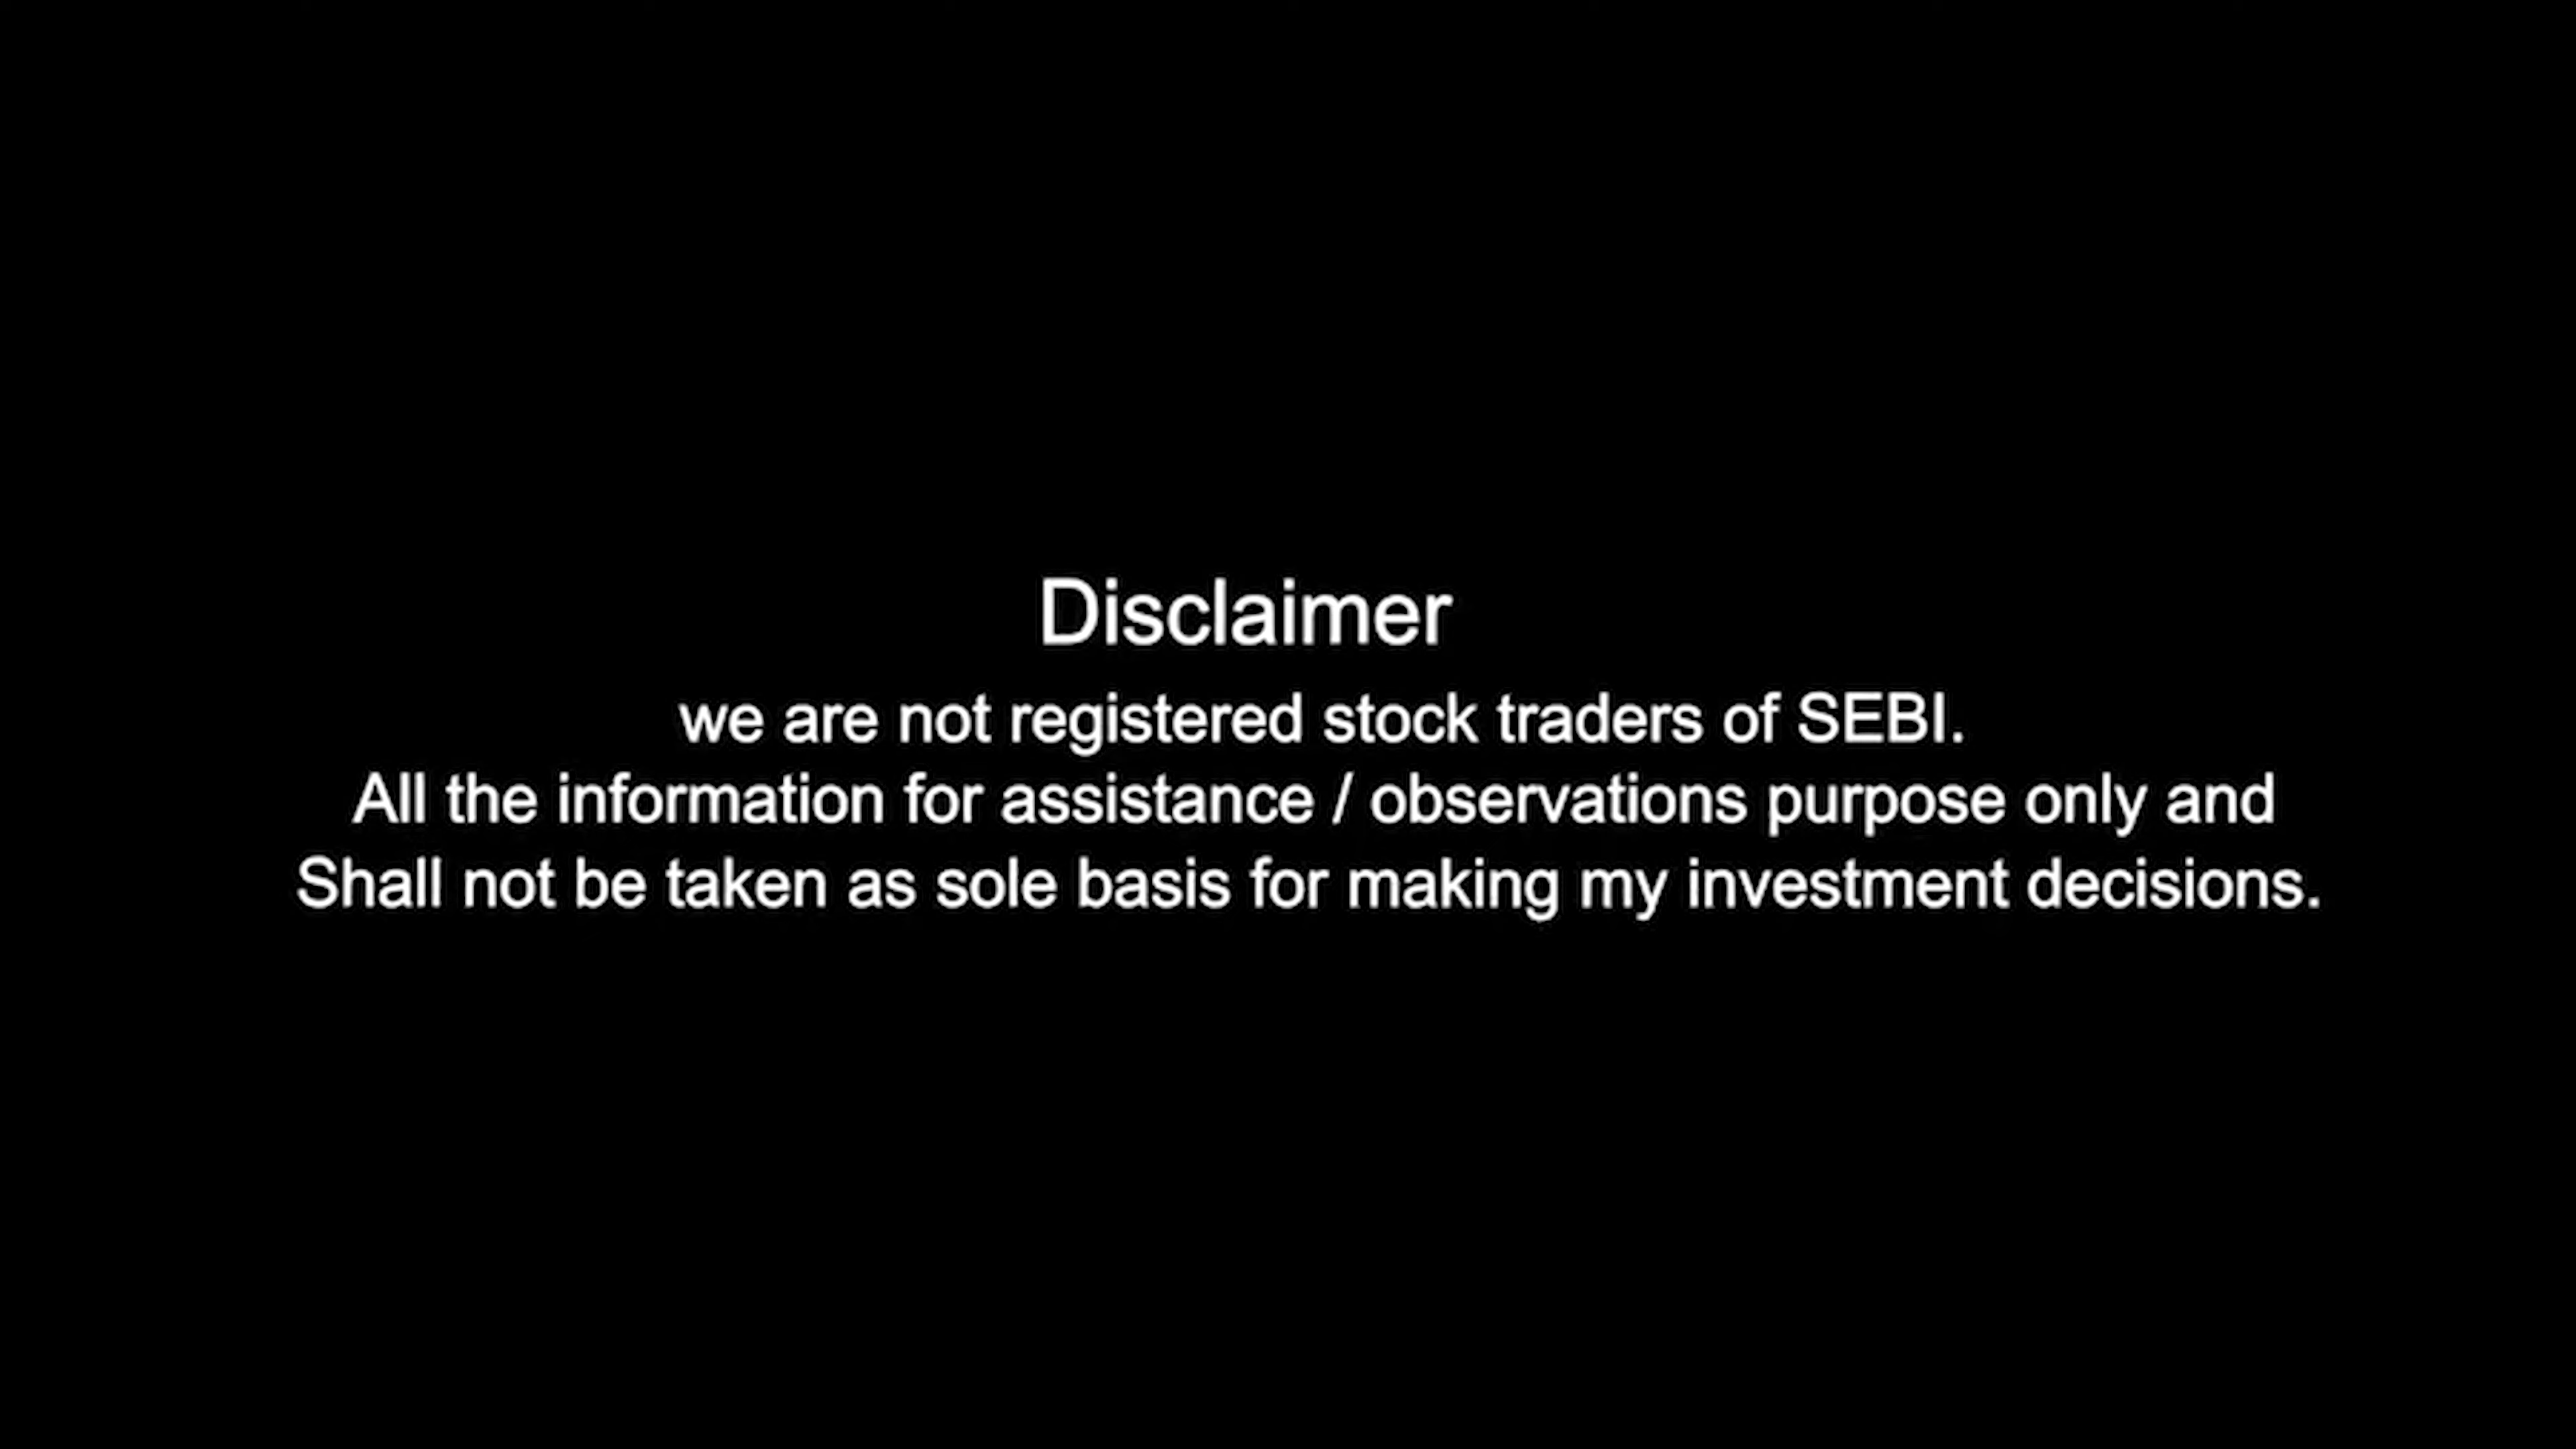 Disclaimer
we are not registered stock traders of SEBI.
All the information for assistance / observations purpose only and
Shall not be taken as sole basis for making my investment decisions.